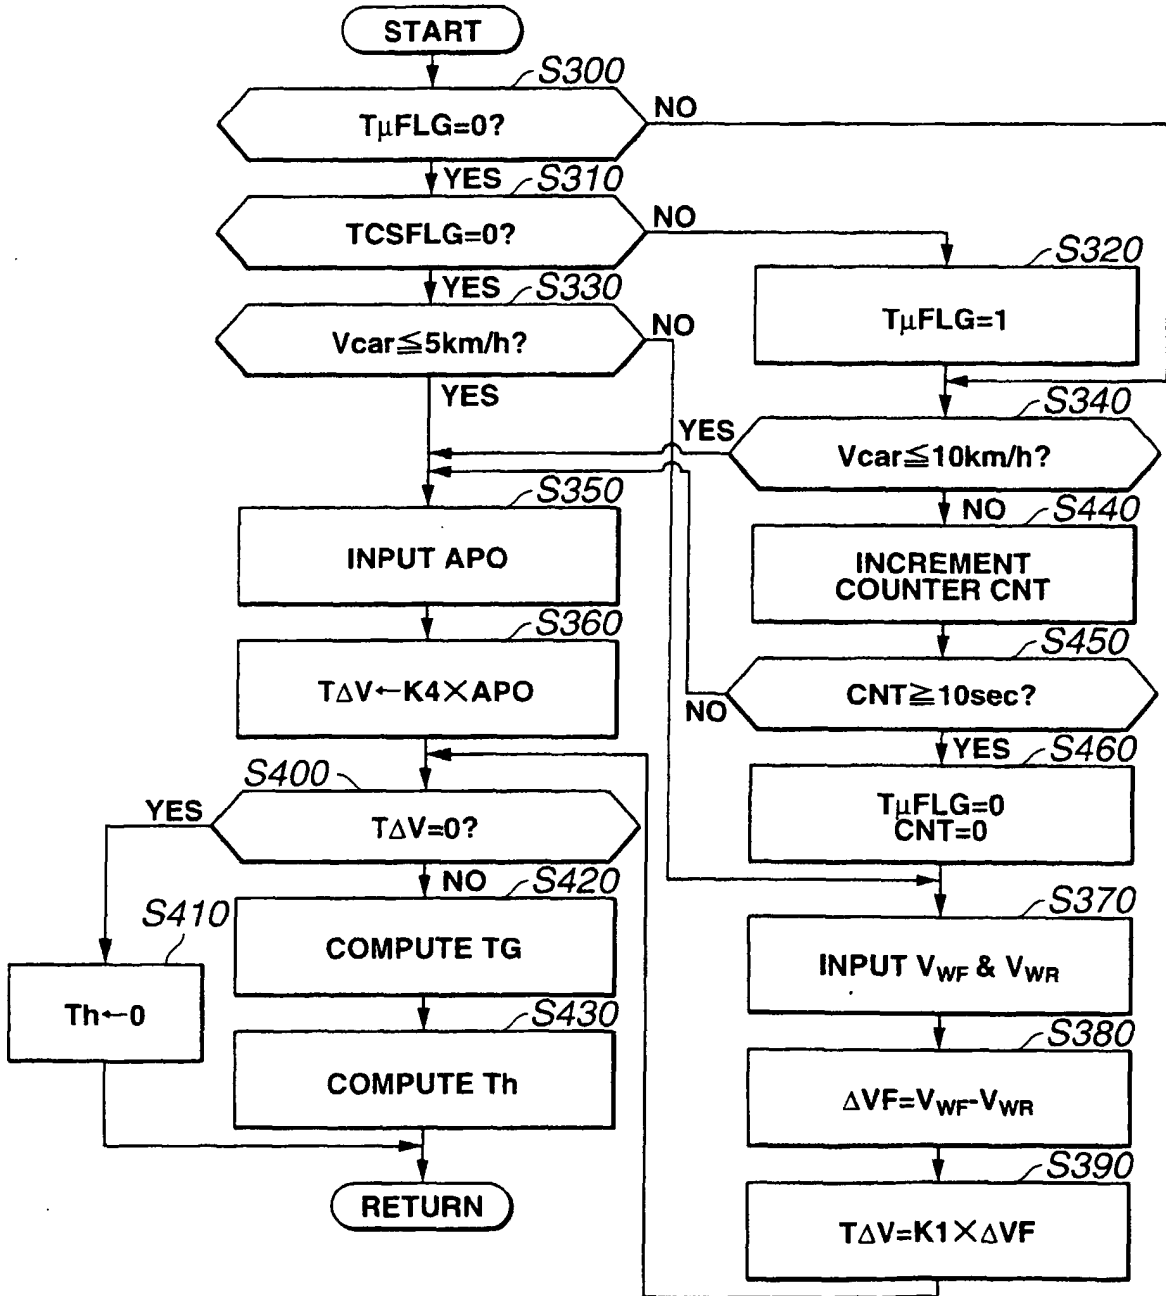 START
S300
TμFLG=0?
NO
YES
S310
TCSFLG=0?
NO
S320
TμFLG=1
YES
S330
Vcar≦5km/h?
NO
YES
S340
YES
Vcar≦10km/h?
NO
S350
INPUT APO
S440
INCREMENT
COUNTER CNT
S360
TΔV←K4×APO
S450
CNT≧10sec?
NO
YES
S460
TμFLG=0
CNT=0
S400
YES
TΔV=0?
NO
S420
COMPUTE TG
S410
Th←0
S430
COMPUTE Th
S370
INPUT VWF & VWR
S380
ΔVF=VWF-VWR
S390
TΔV=K1×ΔVF
RETURN